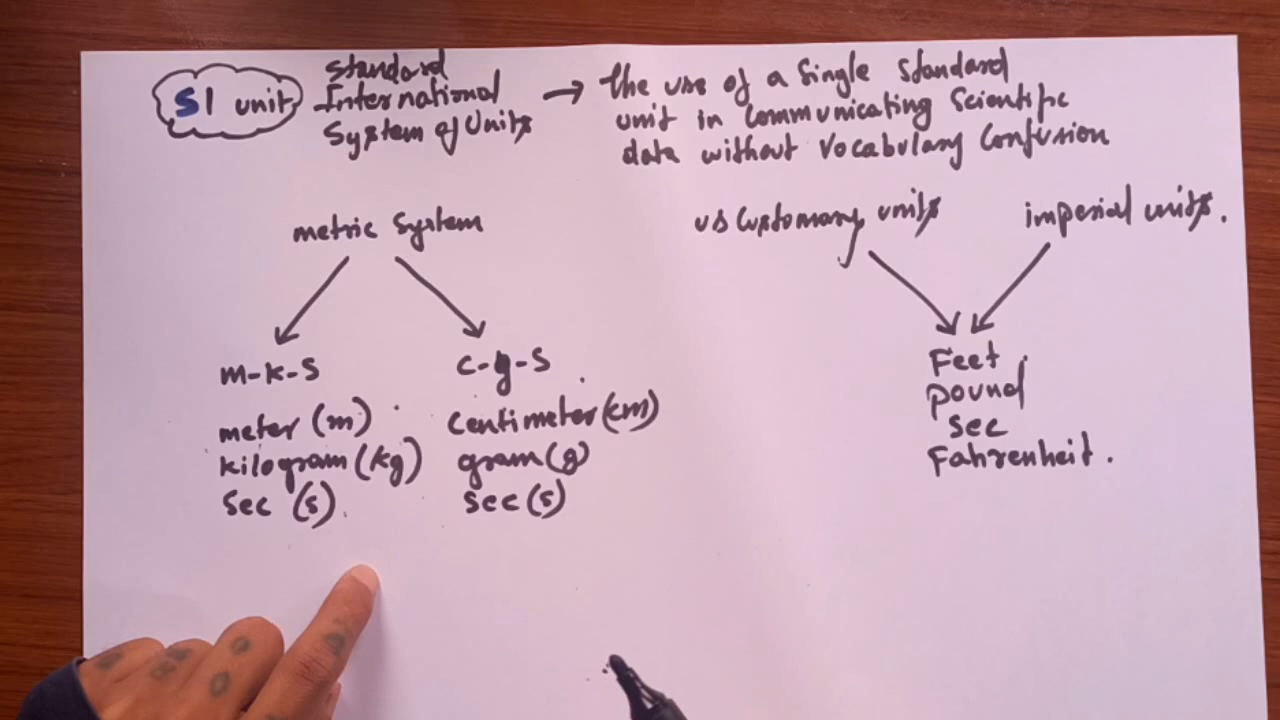 SI unit
Standard
International
System of Units
→ the use of a single standard
unit in communicating scientific
data without vocabulary confusion
metric system
m-k-s
meter (m)
kilogram (kg)
sec (s)
c-g-s
centimeter (cm)
gram (g)
sec (s)
us customary units
imperial units.
Feet
pound
sec
Fahrenheit.